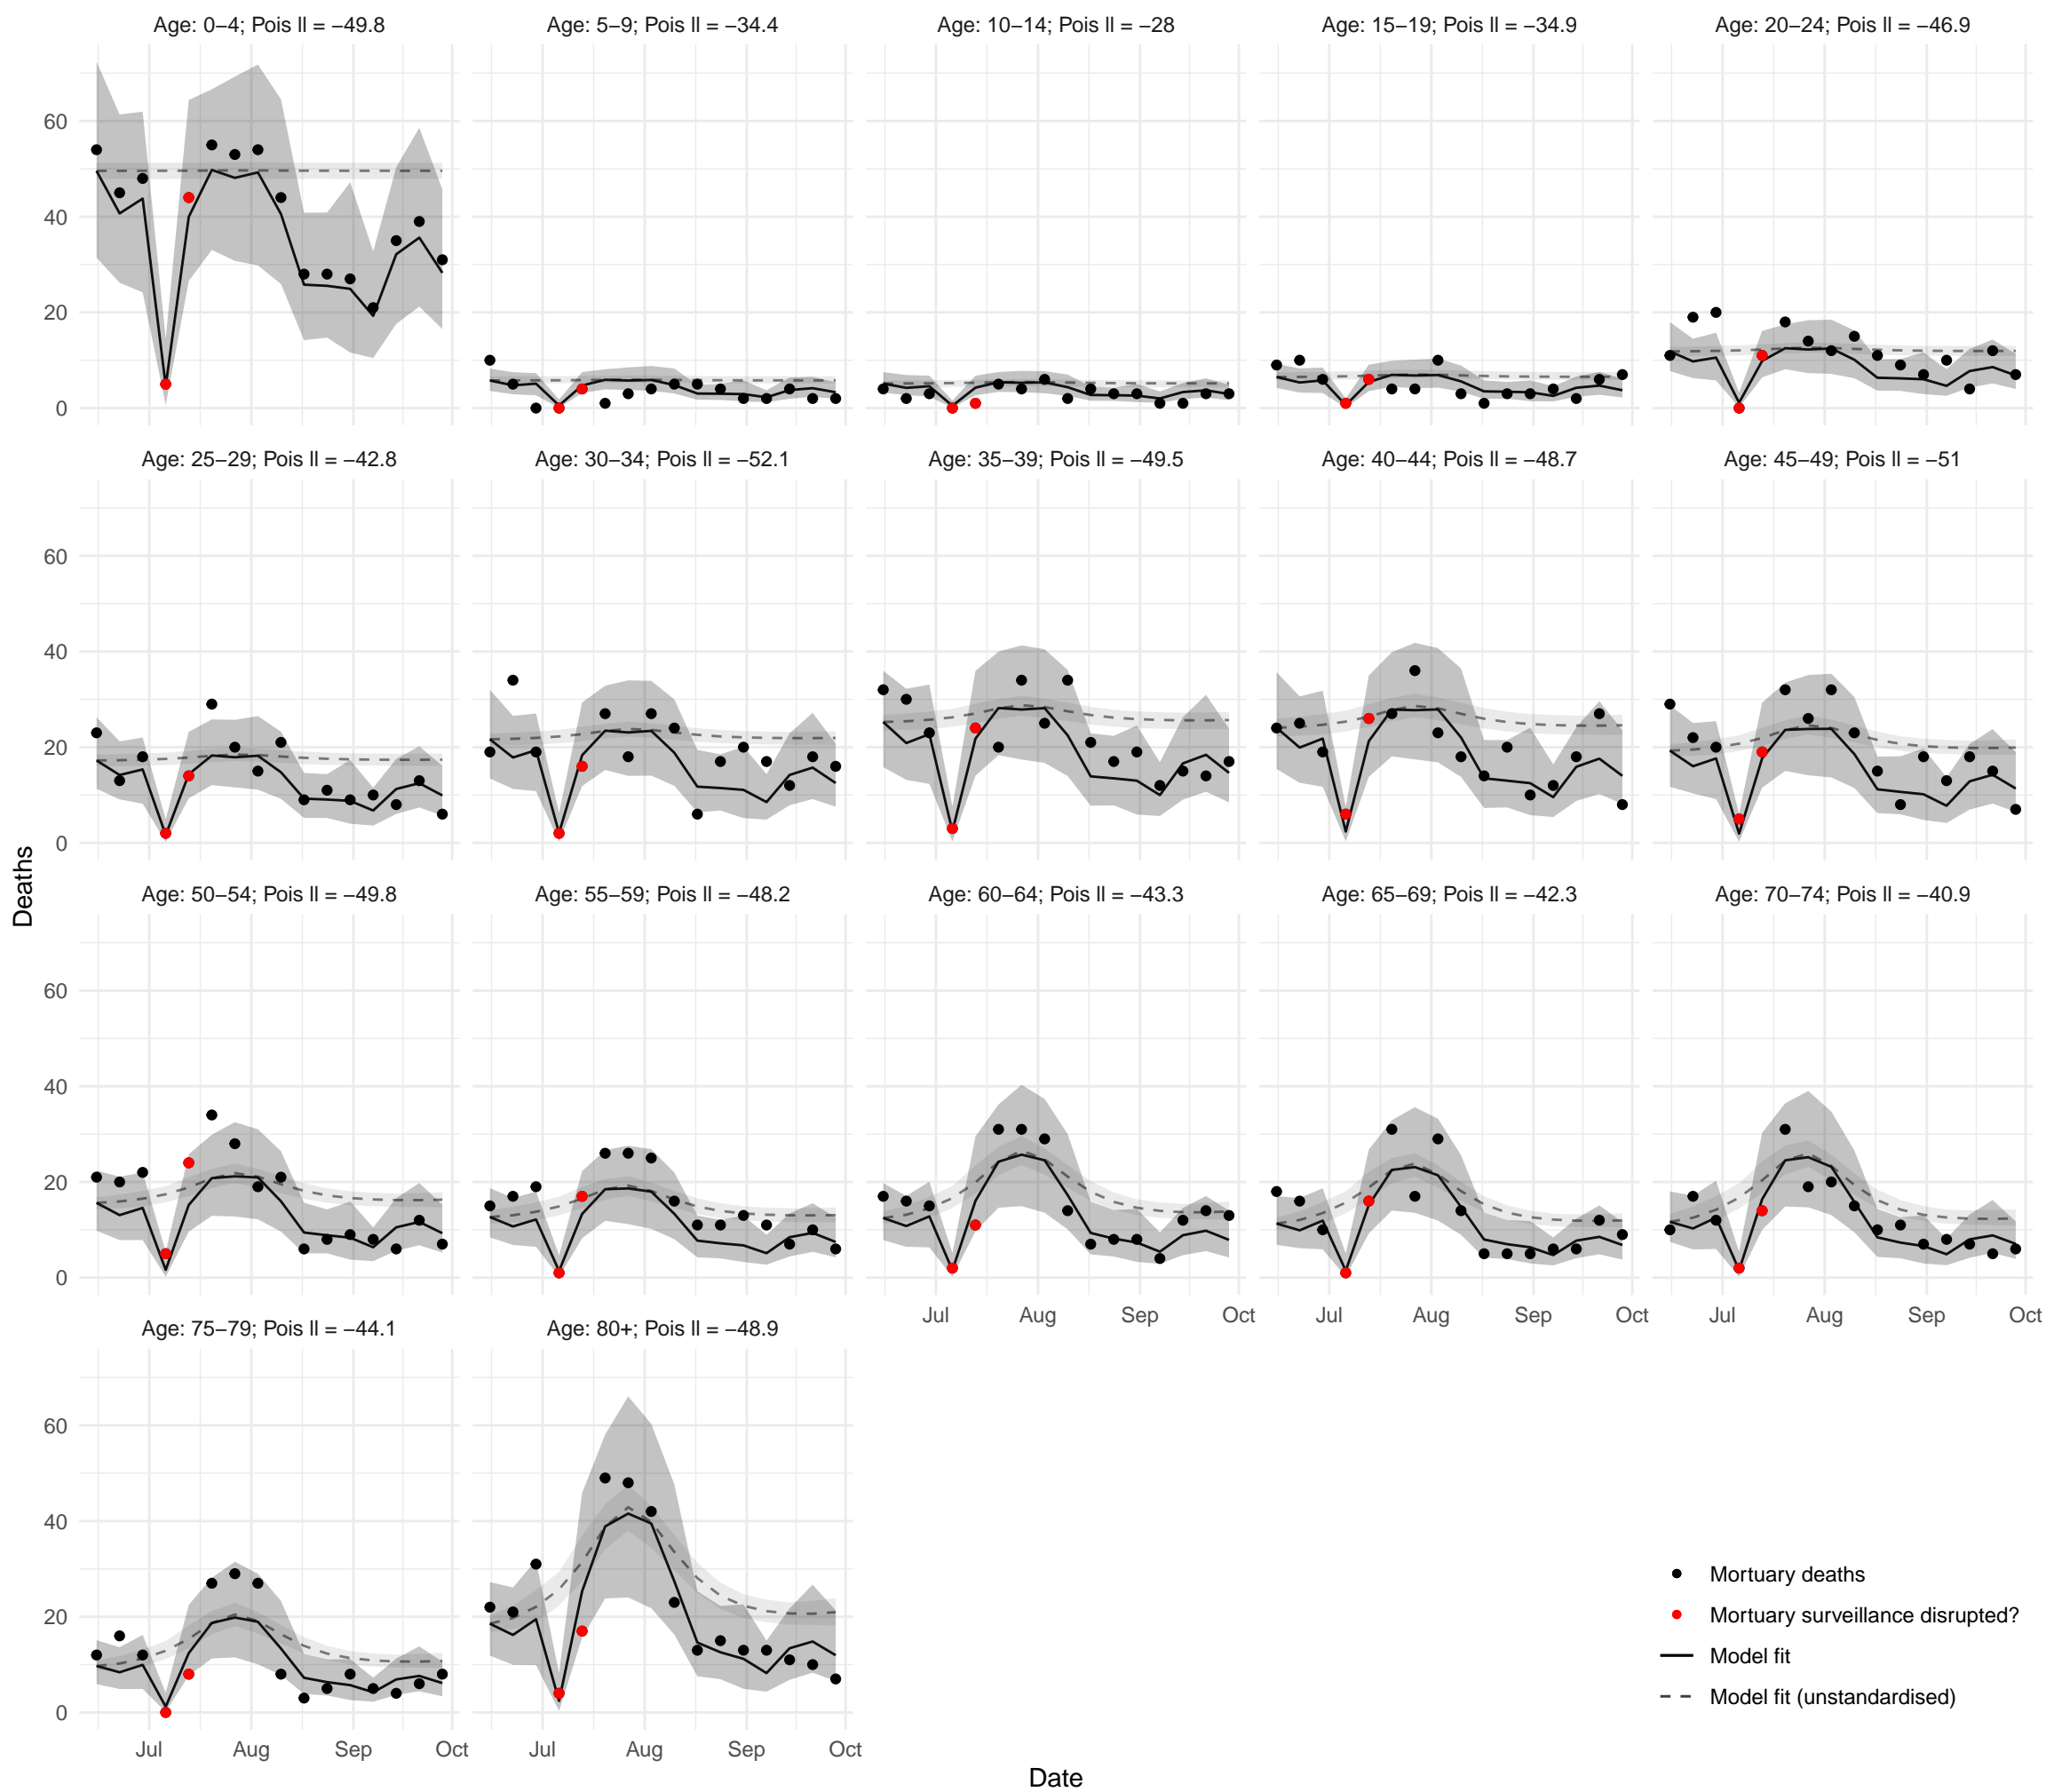 Age: 0−4; Pois ll = −49.8
Age: 5−9; Pois ll = −34.4
Age: 10−14; Pois ll = −28
Age: 15−19; Pois ll = −34.9
Age: 20−24; Pois ll = −46.9
60
40
20
0
Age: 25−29; Pois ll = −42.8
Age: 30−34; Pois ll = −52.1
Age: 35−39; Pois ll = −49.5
Age: 40−44; Pois ll = −48.7
Age: 45−49; Pois ll = −51
60
40
20
0
Deaths
Age: 50−54; Pois ll = −49.8
Age: 55−59; Pois ll = −48.2
Age: 60−64; Pois ll = −43.3
Age: 65−69; Pois ll = −42.3
Age: 70−74; Pois ll = −40.9
60
40
20
0
Jul Aug Sep Oct
Jul Aug Sep Oct
Jul Aug Sep Oct
Age: 75−79; Pois ll = −44.1
Age: 80+; Pois ll = −48.9
60
40
20
0
Jul Aug Sep Oct
Jul Aug Sep Oct
Mortuary deaths
Mortuary surveillance disrupted?
Model fit
Model fit (unstandardised)
Date